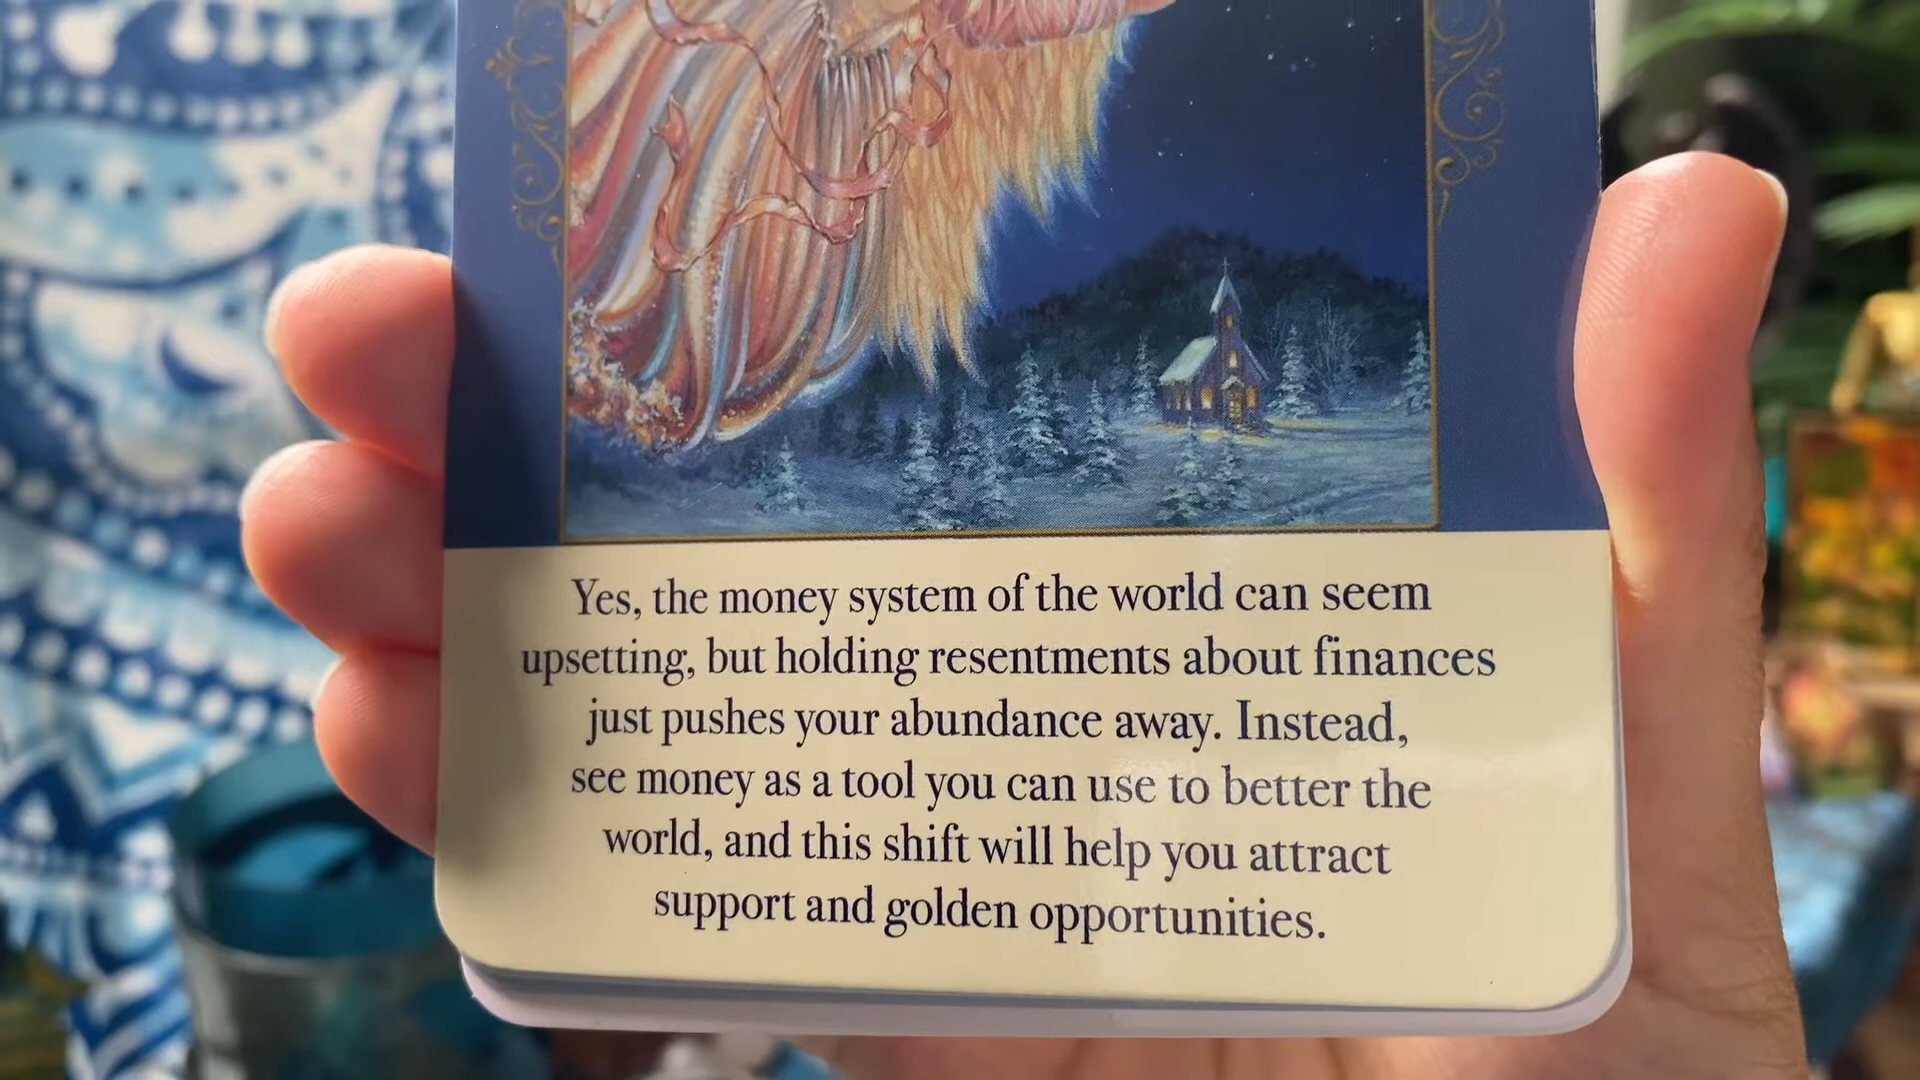 Yes, the money system of the world can seem
upsetting, but holding resentments about finances
just pushes your abundance away. Instead,
see money as a tool you can use to better the
world, and this shift will help you attract
support and golden opportunities.